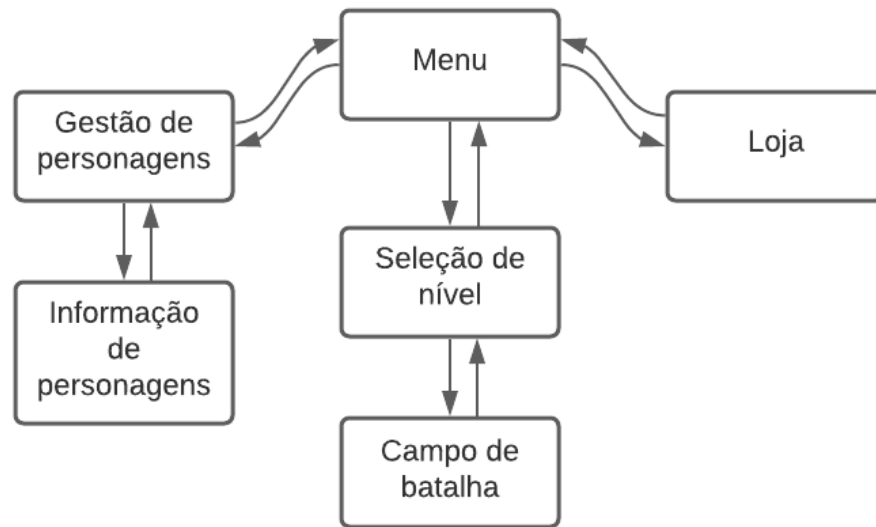 Menu
Gestão de
personagens
Loja
Seleção de
nível
Informação
de
personagens
Campo de
batalha